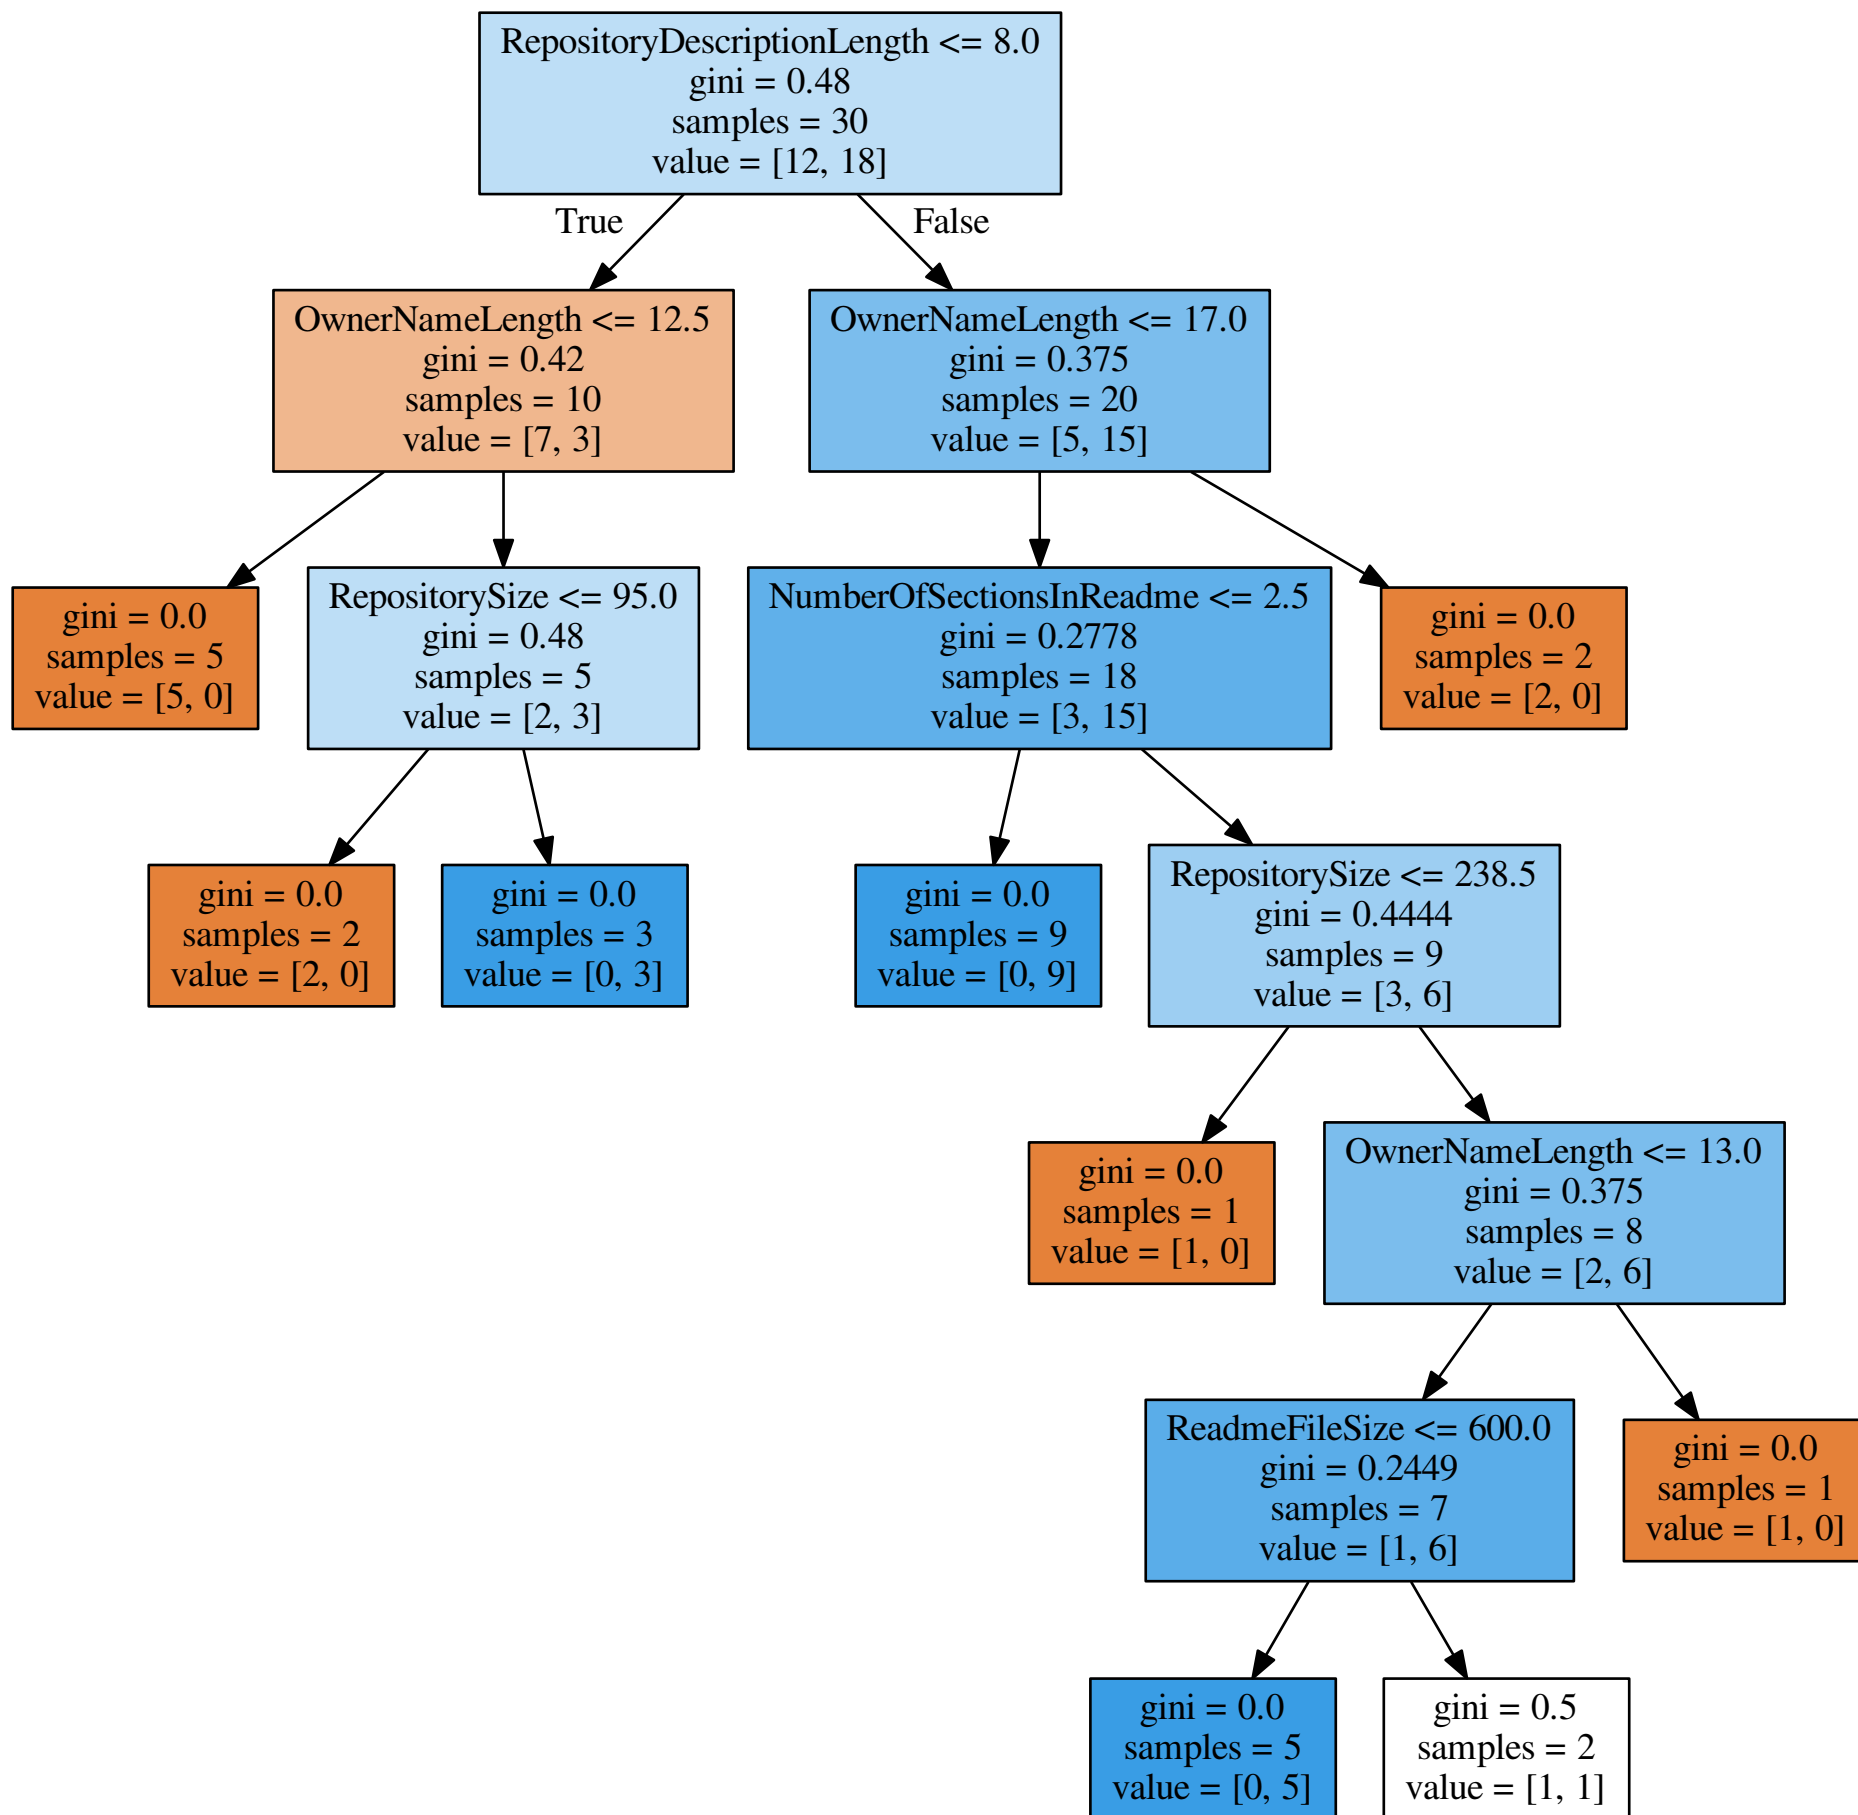 RepositoryDescriptionLength <= 8.0
gini = 0.48
samples = 30
value = [12, 18]
True
False
OwnerNameLength <= 12.5
gini = 0.42
samples = 10
value = [7, 3]
OwnerNameLength <= 17.0
gini = 0.375
samples = 20
value = [5, 15]
gini = 0.0
samples = 5
value = [5, 0]
RepositorySize <= 95.0
gini = 0.48
samples = 5
value = [2, 3]
NumberOfSectionsInReadme <= 2.5
gini = 0.2778
samples = 18
value = [3, 15]
gini = 0.0
samples = 2
value = [2, 0]
gini = 0.0
samples = 2
value = [2, 0]
gini = 0.0
samples = 3
value = [0, 3]
gini = 0.0
samples = 9
value = [0, 9]
RepositorySize <= 238.5
gini = 0.4444
samples = 9
value = [3, 6]
gini = 0.0
samples = 1
value = [1, 0]
OwnerNameLength <= 13.0
gini = 0.375
samples = 8
value = [2, 6]
ReadmeFileSize <= 600.0
gini = 0.2449
samples = 7
value = [1, 6]
gini = 0.0
samples = 1
value = [1, 0]
gini = 0.0
samples = 5
value = [0, 5]
gini = 0.5
samples = 2
value = [1, 1]